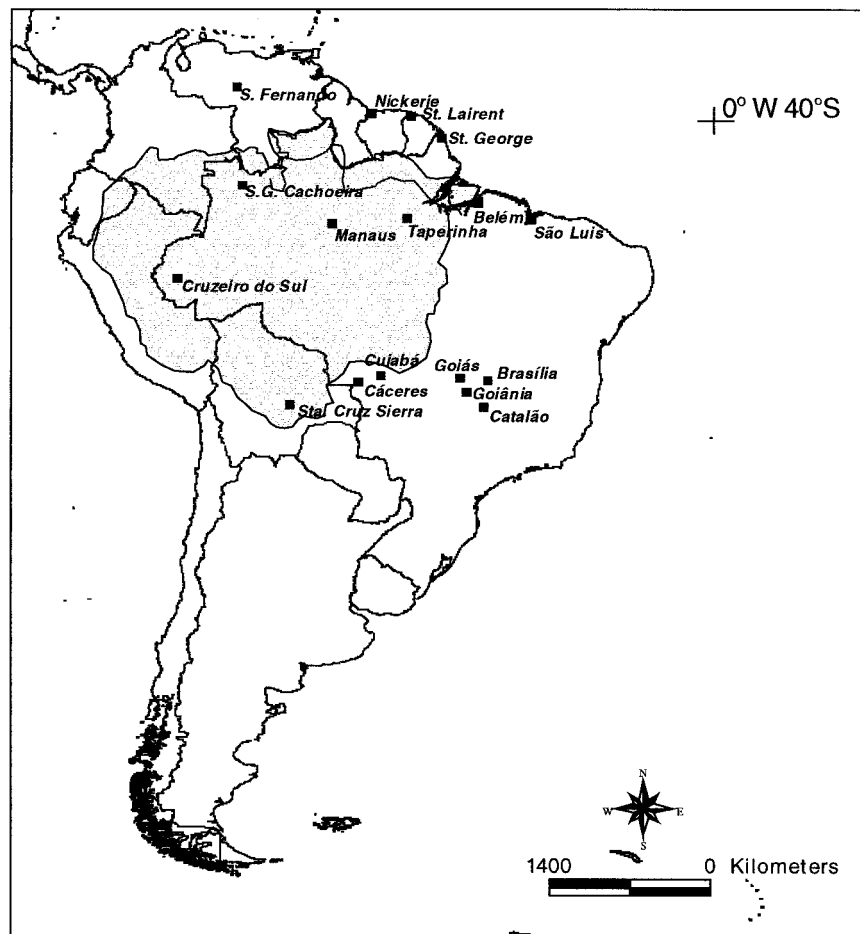 S. Fernando
Nickerie
St. Lairent
0° W 40°S
St. George
S.G. Cachoeira
Belém
Manaus
Taperinha
São Luis
Cruzeiro do Sul
Cuiabá
Goiás
Brasília
Cáceres
Goiânia
Sta. Cruz Sierra
Catalão
N
W
E
S
1400 0 Kilometers